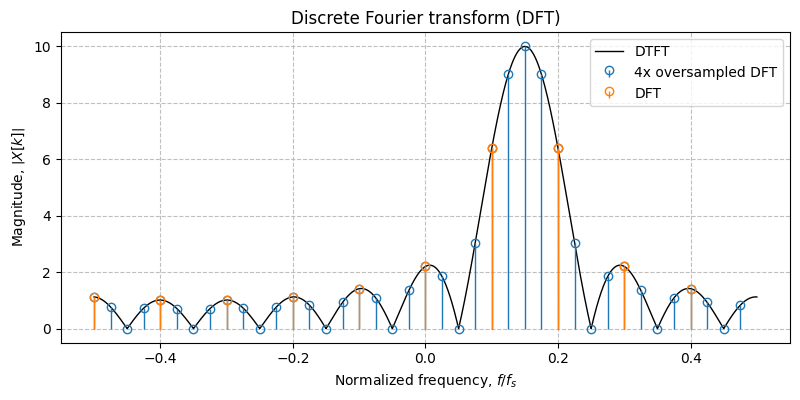 Discrete Fourier transform (DFT)
Magnitude, |X[k]|
10
8
6
4
2
0
DTFT
4x oversampled DFT
DFT
−0.4 −0.2 0.0 0.2 0.4
Normalized frequency, f/fs